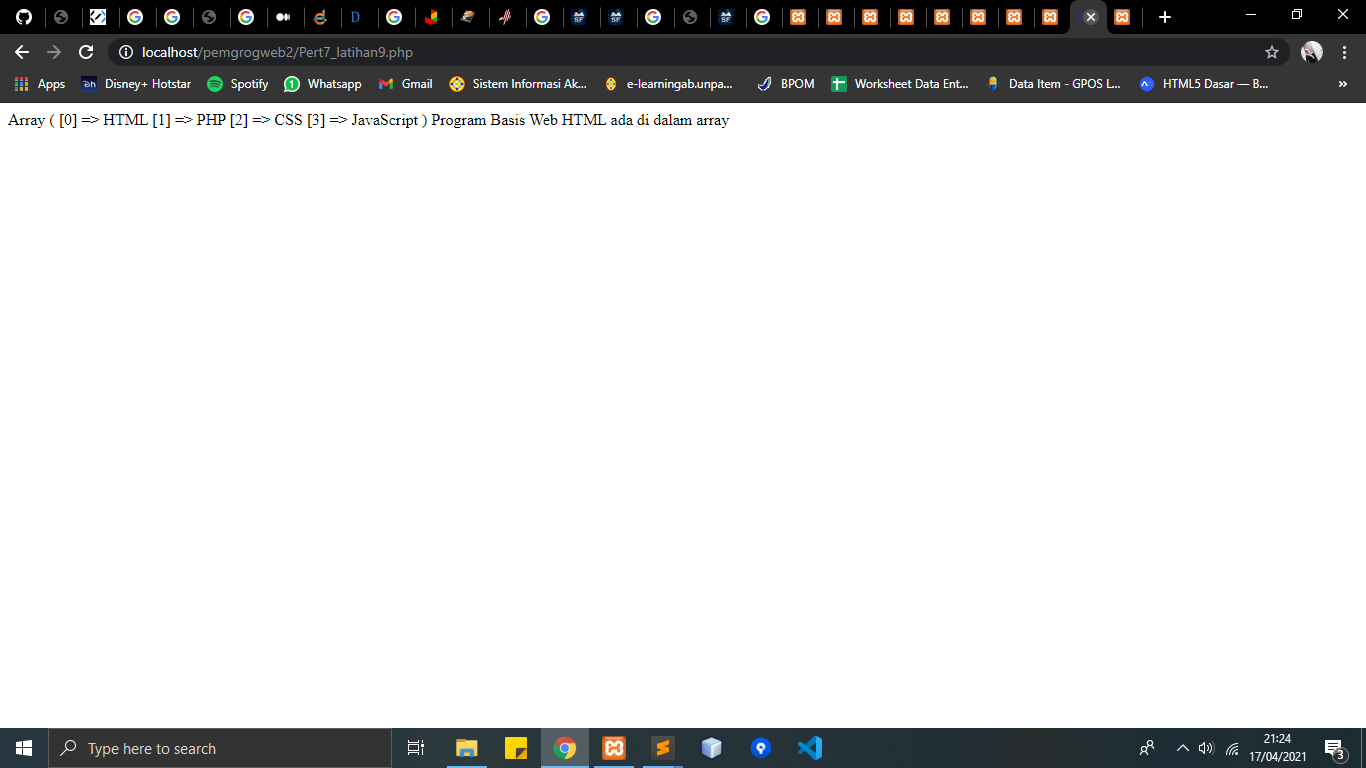 localhost/pemgrogweb2/Pert7_latihan9.php
Apps Disney+ Hotstar Spotify Whatsapp Gmail Sistem Informasi Ak... e-learningab.unpa... BPOM Worksheet Data Ent... Data Item - GPOS L... HTML5 Dasar — B... »
Array ( [0] => HTML [1] => PHP [2] => CSS [3] => JavaScript ) Program Basis Web HTML ada di dalam array
Type here to search
21:24
17/04/2021
3